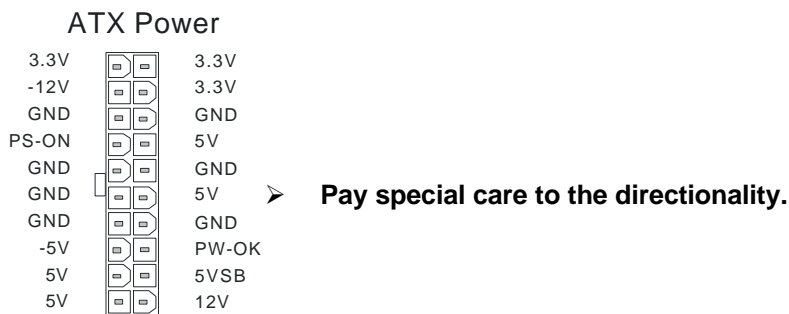 ATX Power
3.3V 3.3V
-12V 3.3V
GND GND
PS-ON 5V
GND GND
GND 5V
GND GND
-5V PW-OK
5V 5VSB
5V 12V
➢ Pay special care to the directionality.